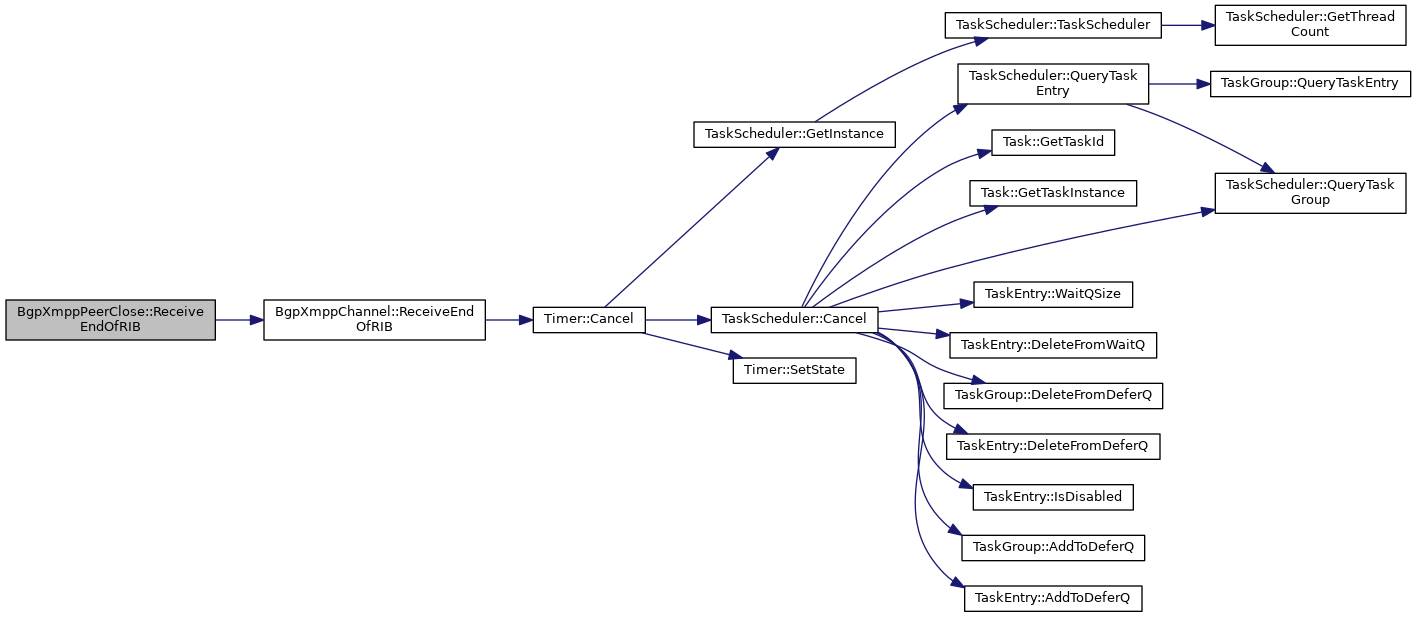 TaskScheduler::TaskScheduler
TaskScheduler::GetThread
Count
TaskScheduler::QueryTask
Entry
TaskGroup::QueryTaskEntry
TaskScheduler::GetInstance
Task::GetTaskId
Task::GetTaskInstance
TaskScheduler::QueryTask
Group
BgpXmppPeerClose::Receive
EndOfRIB
BgpXmppChannel::ReceiveEnd
OfRIB
Timer::Cancel
TaskScheduler::Cancel
Timer::SetState
TaskEntry::WaitQSize
TaskEntry::DeleteFromWaitQ
TaskGroup::DeleteFromDeferQ
TaskEntry::DeleteFromDeferQ
TaskEntry::IsDisabled
TaskGroup::AddToDeferQ
TaskEntry::AddToDeferQ